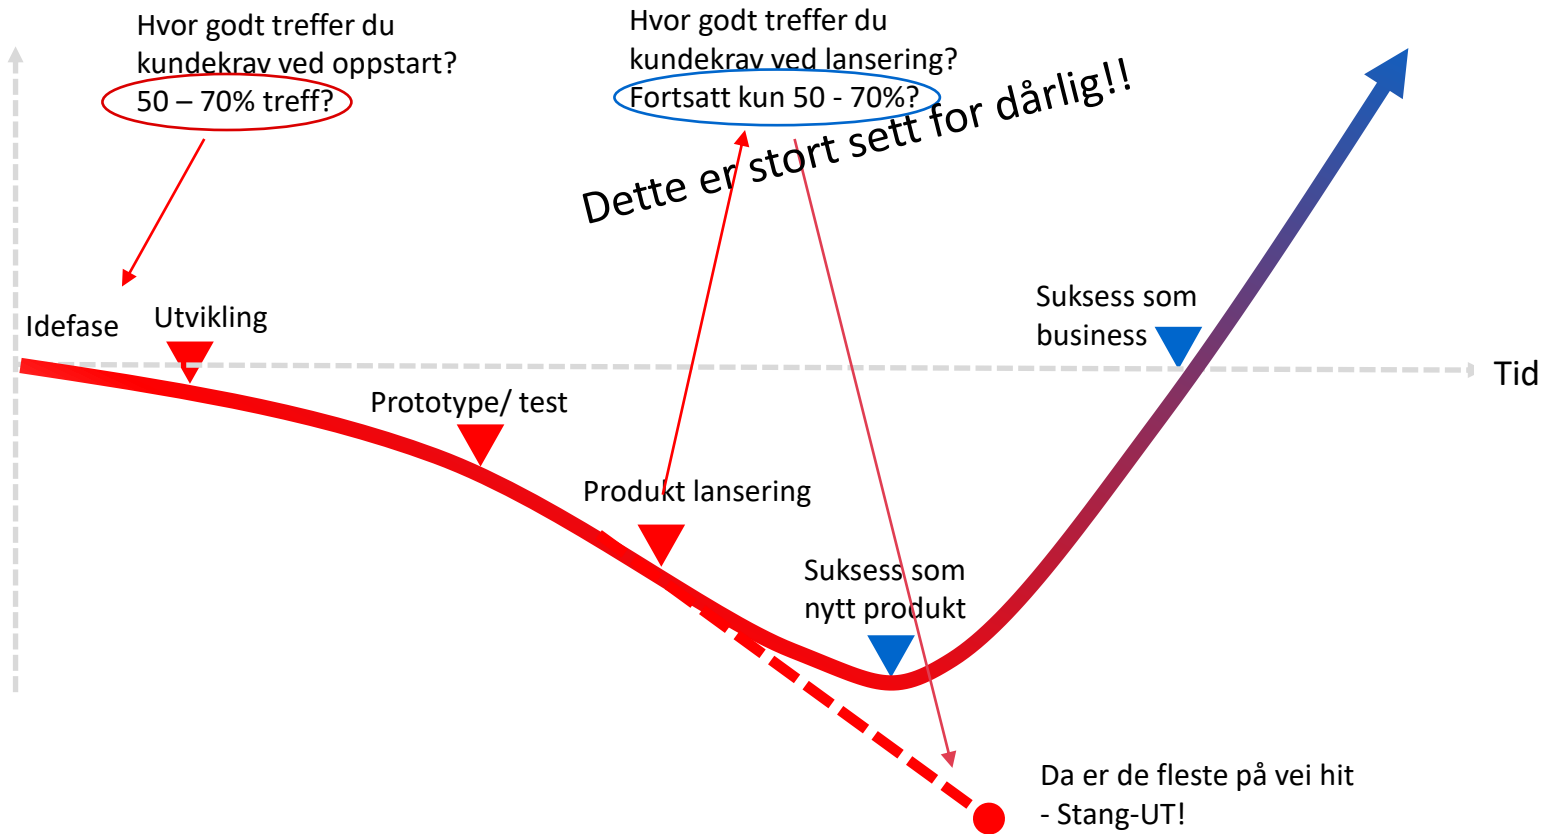 Hvor godt treffer du
kundekrav ved oppstart?
50 – 70% treff?
Hvor godt treffer du
kundekrav ved lansering?
Fortsatt kun 50 - 70%?
Dette er stort sett for dårlig!!
Idefase
Utvikling
Prototype/ test
Produkt lansering
Suksess som
nytt produkt
Suksess som
business
Tid
Da er de fleste på vei hit
- Stang-UT!